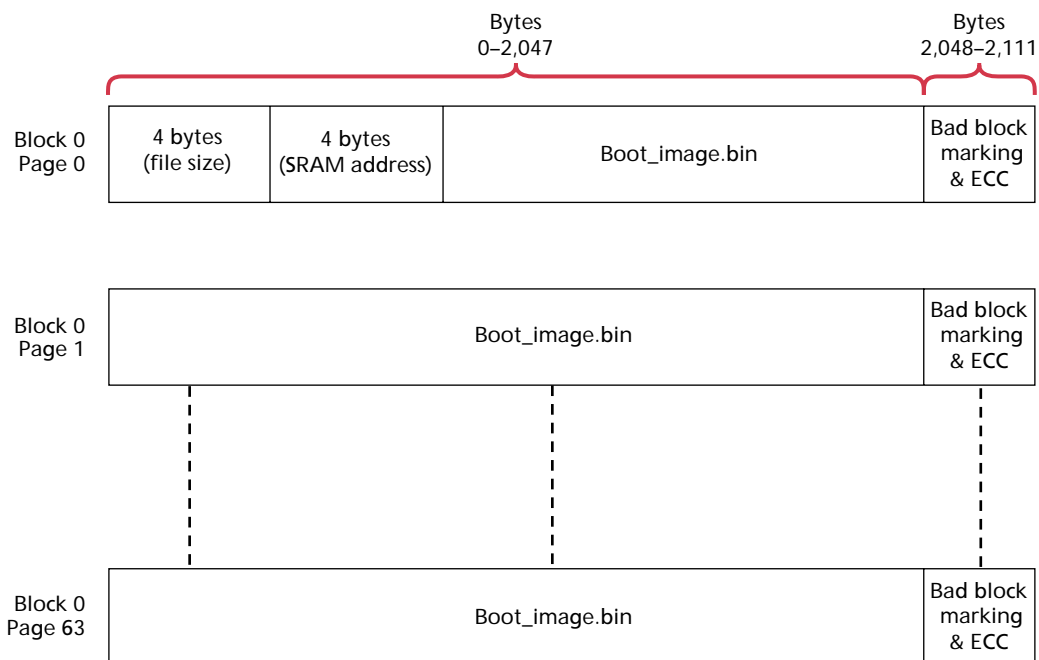 Bytes
0–2,047
Bytes
2,048–2,111
Block 0
Page 0
4 bytes
(file size)
4 bytes
(SRAM address)
Boot_image.bin
Bad block
marking
& ECC
Block 0
Page 1
Boot_image.bin
Bad block
marking
& ECC
Block 0
Page 63
Boot_image.bin
Bad block
marking
& ECC